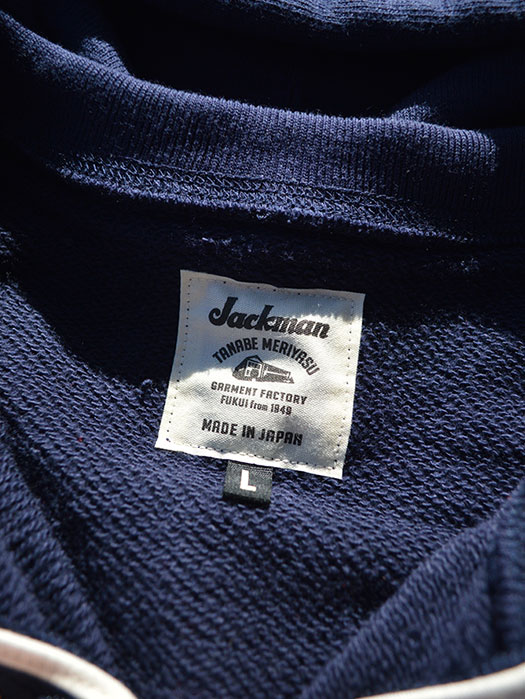 Jackman
TANABE MERIYASU
GARMENT FACTORY
FUKUI from 1949
MADE IN JAPAN
L